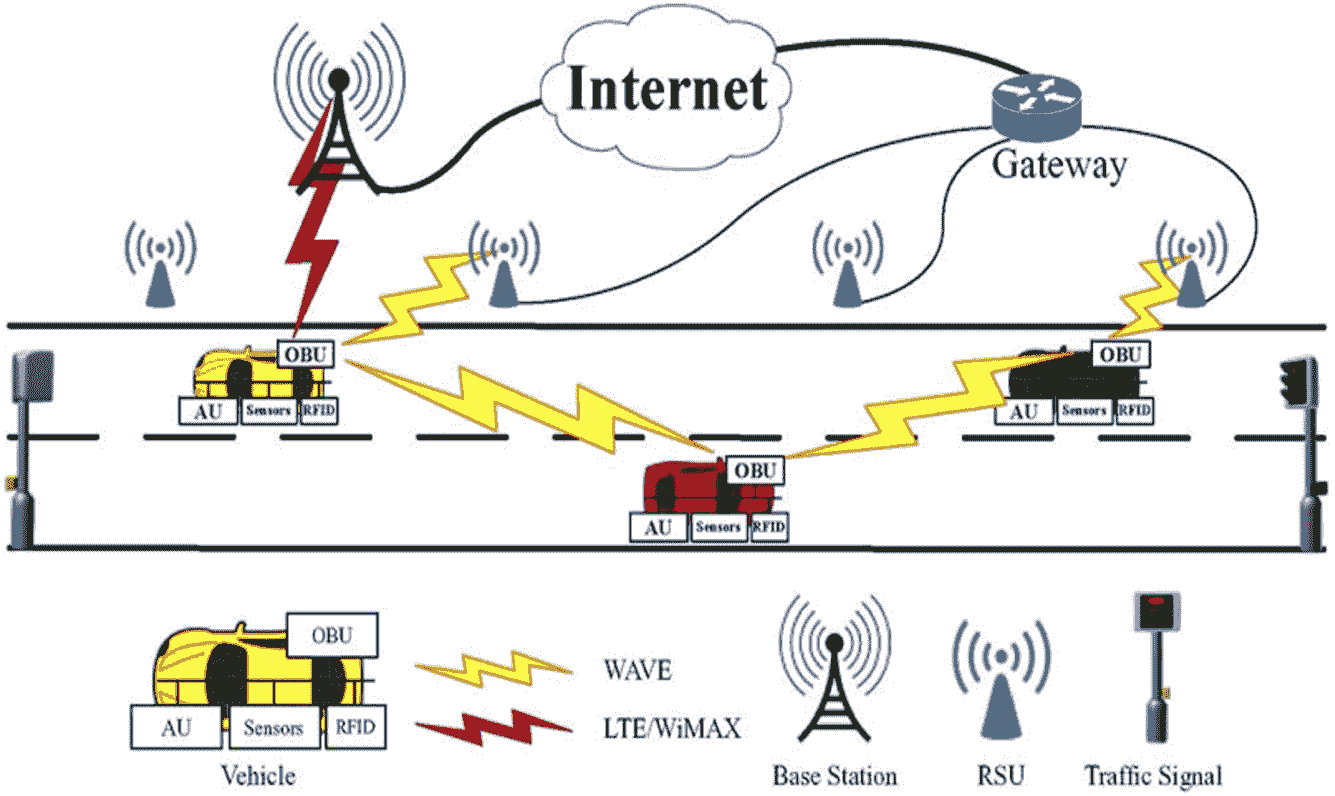 Internet
Gateway
OBU
AU Sensors RFID
OBU
AU Sensors RFID
OBU
AU Sensors RFID
OBU
AU Sensors RFID
Vehicle
WAVE
LTE/WiMAX
Base Station
RSU
Traffic Signal